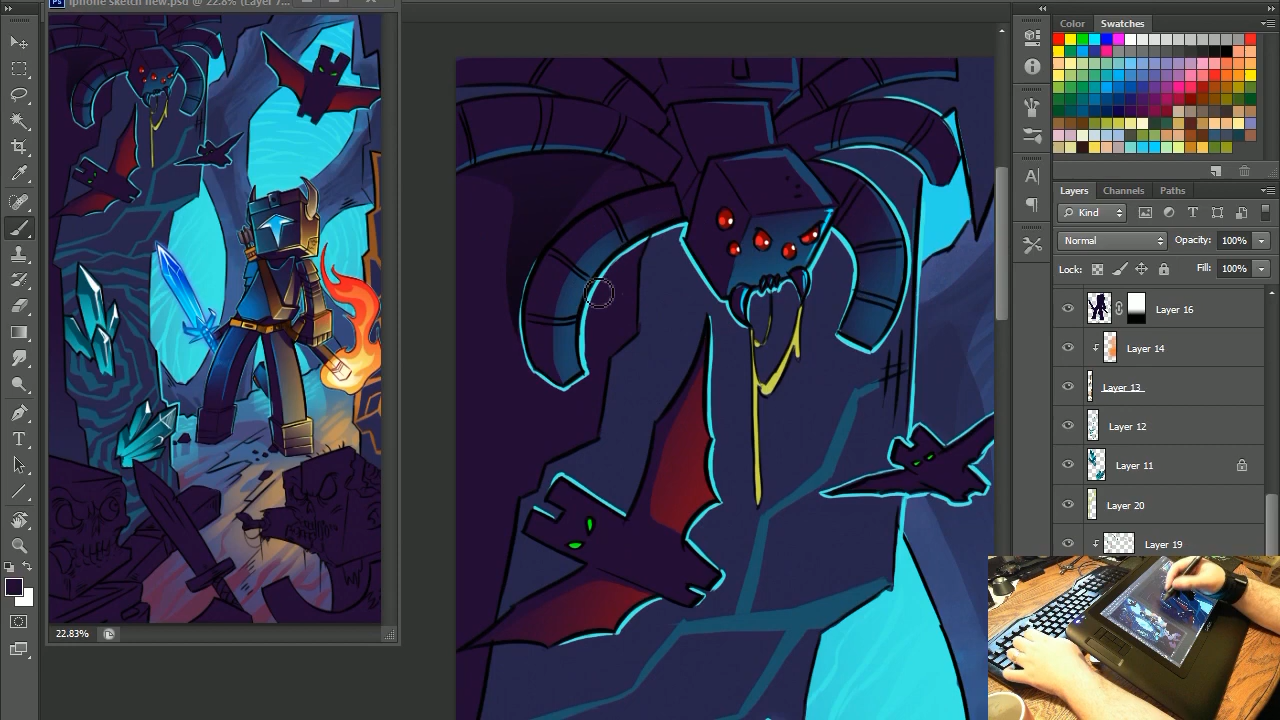 Ps iphone sketch new.psd @ 22.8% (Layer 7...
22.83%
Color Swatches
Layers Channels Paths
Kind
Normal Opacity: 100%
Lock: Fill: 100%
Layer 16
Layer 14
Layer 13
Layer 12
Layer 11
Layer 20
Layer 19